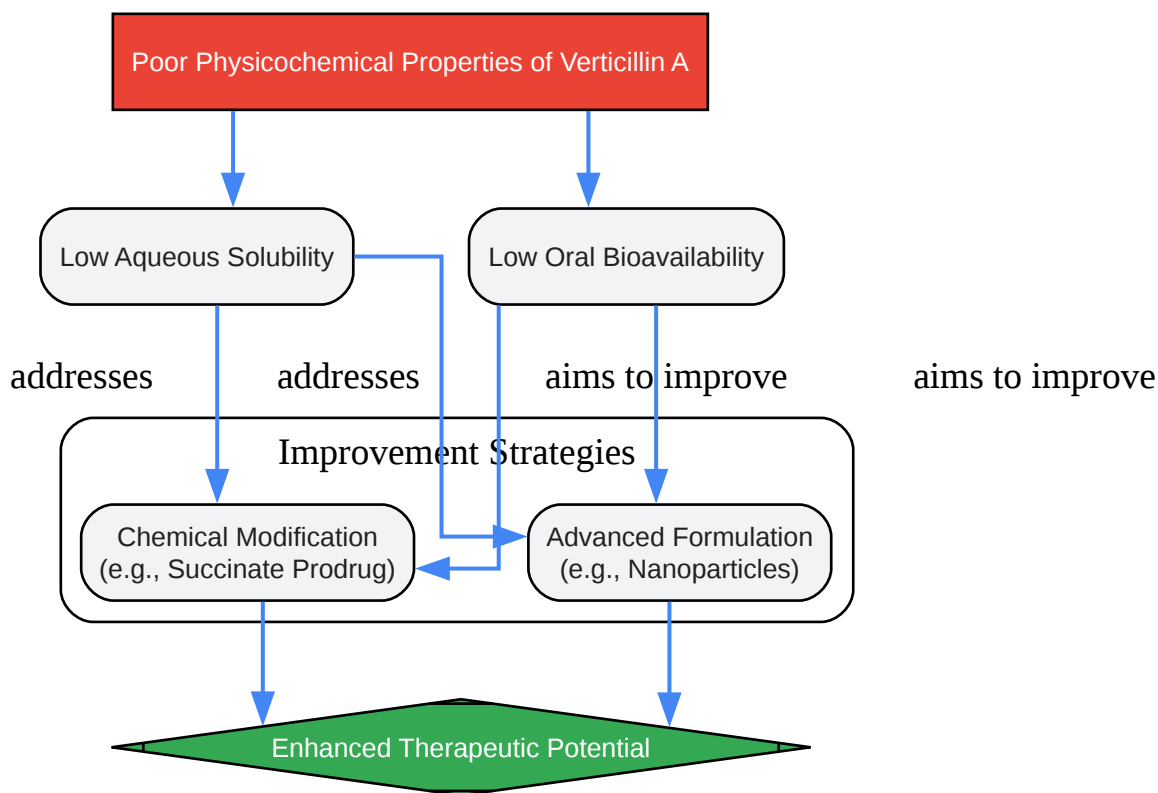 Poor Physicochemical Properties of Verticillin A
Low Aqueous Solubility
Low Oral Bioavailability
addresses
addresses
aims to improve
aims to improve
Improvement Strategies
Chemical Modification
(e.g., Succinate Prodrug)
Advanced Formulation
(e.g., Nanoparticles)
Enhanced Therapeutic Potential